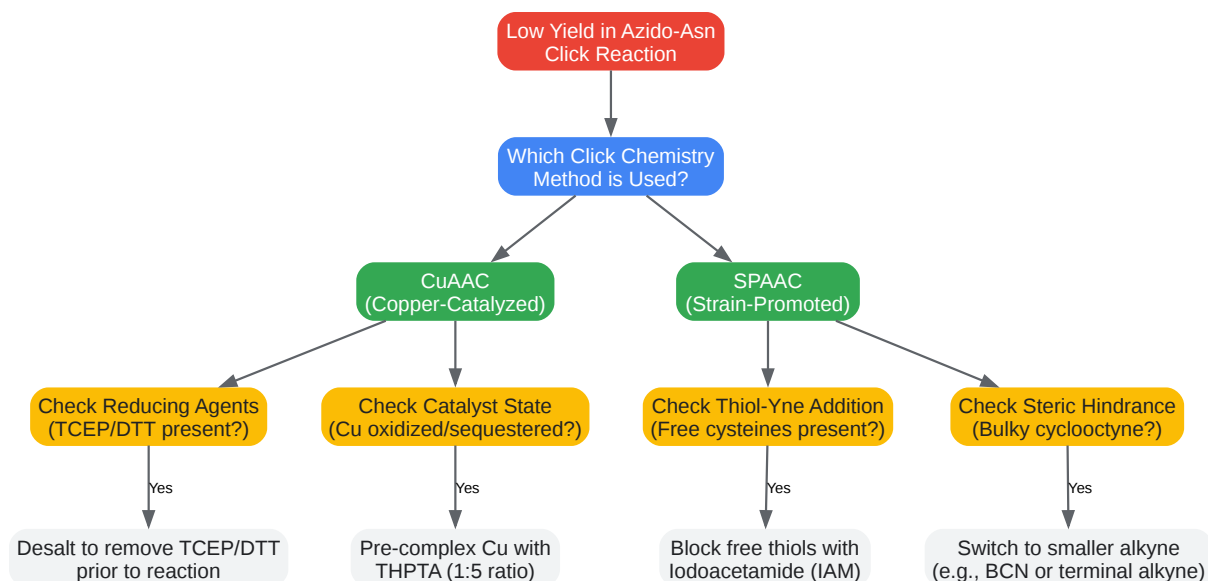 Low Yield in Azido-Asn
Click Reaction
Which Click Chemistry
Method is Used?
CuAAC
(Copper-Catalyzed)
SPAAC
(Strain-Promoted)
Check Reducing Agents
(TCEP/DTT present?)
Check Catalyst State
(Cu oxidized/sequestered?)
Check Thiol-Yne Addition
(Free cysteines present?)
Check Steric Hindrance
(Bulky cyclooctyne?)
Yes
Yes
Yes
Yes
Desalt to remove TCEP/DTT
prior to reaction
Pre-complex Cu with
THPTA (1:5 ratio)
Block free thiols with
Iodoacetamide (IAM)
Switch to smaller alkyne
(e.g., BCN or terminal alkyne)